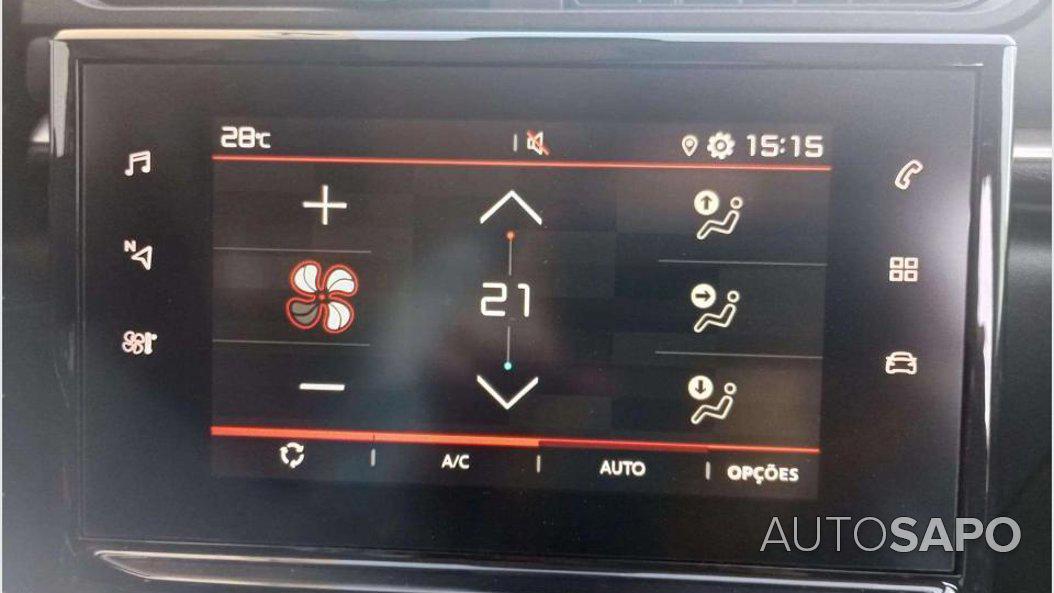 28°C
15:15
N
21
A/C
AUTO
OPÇÕES
AUTOSAPO